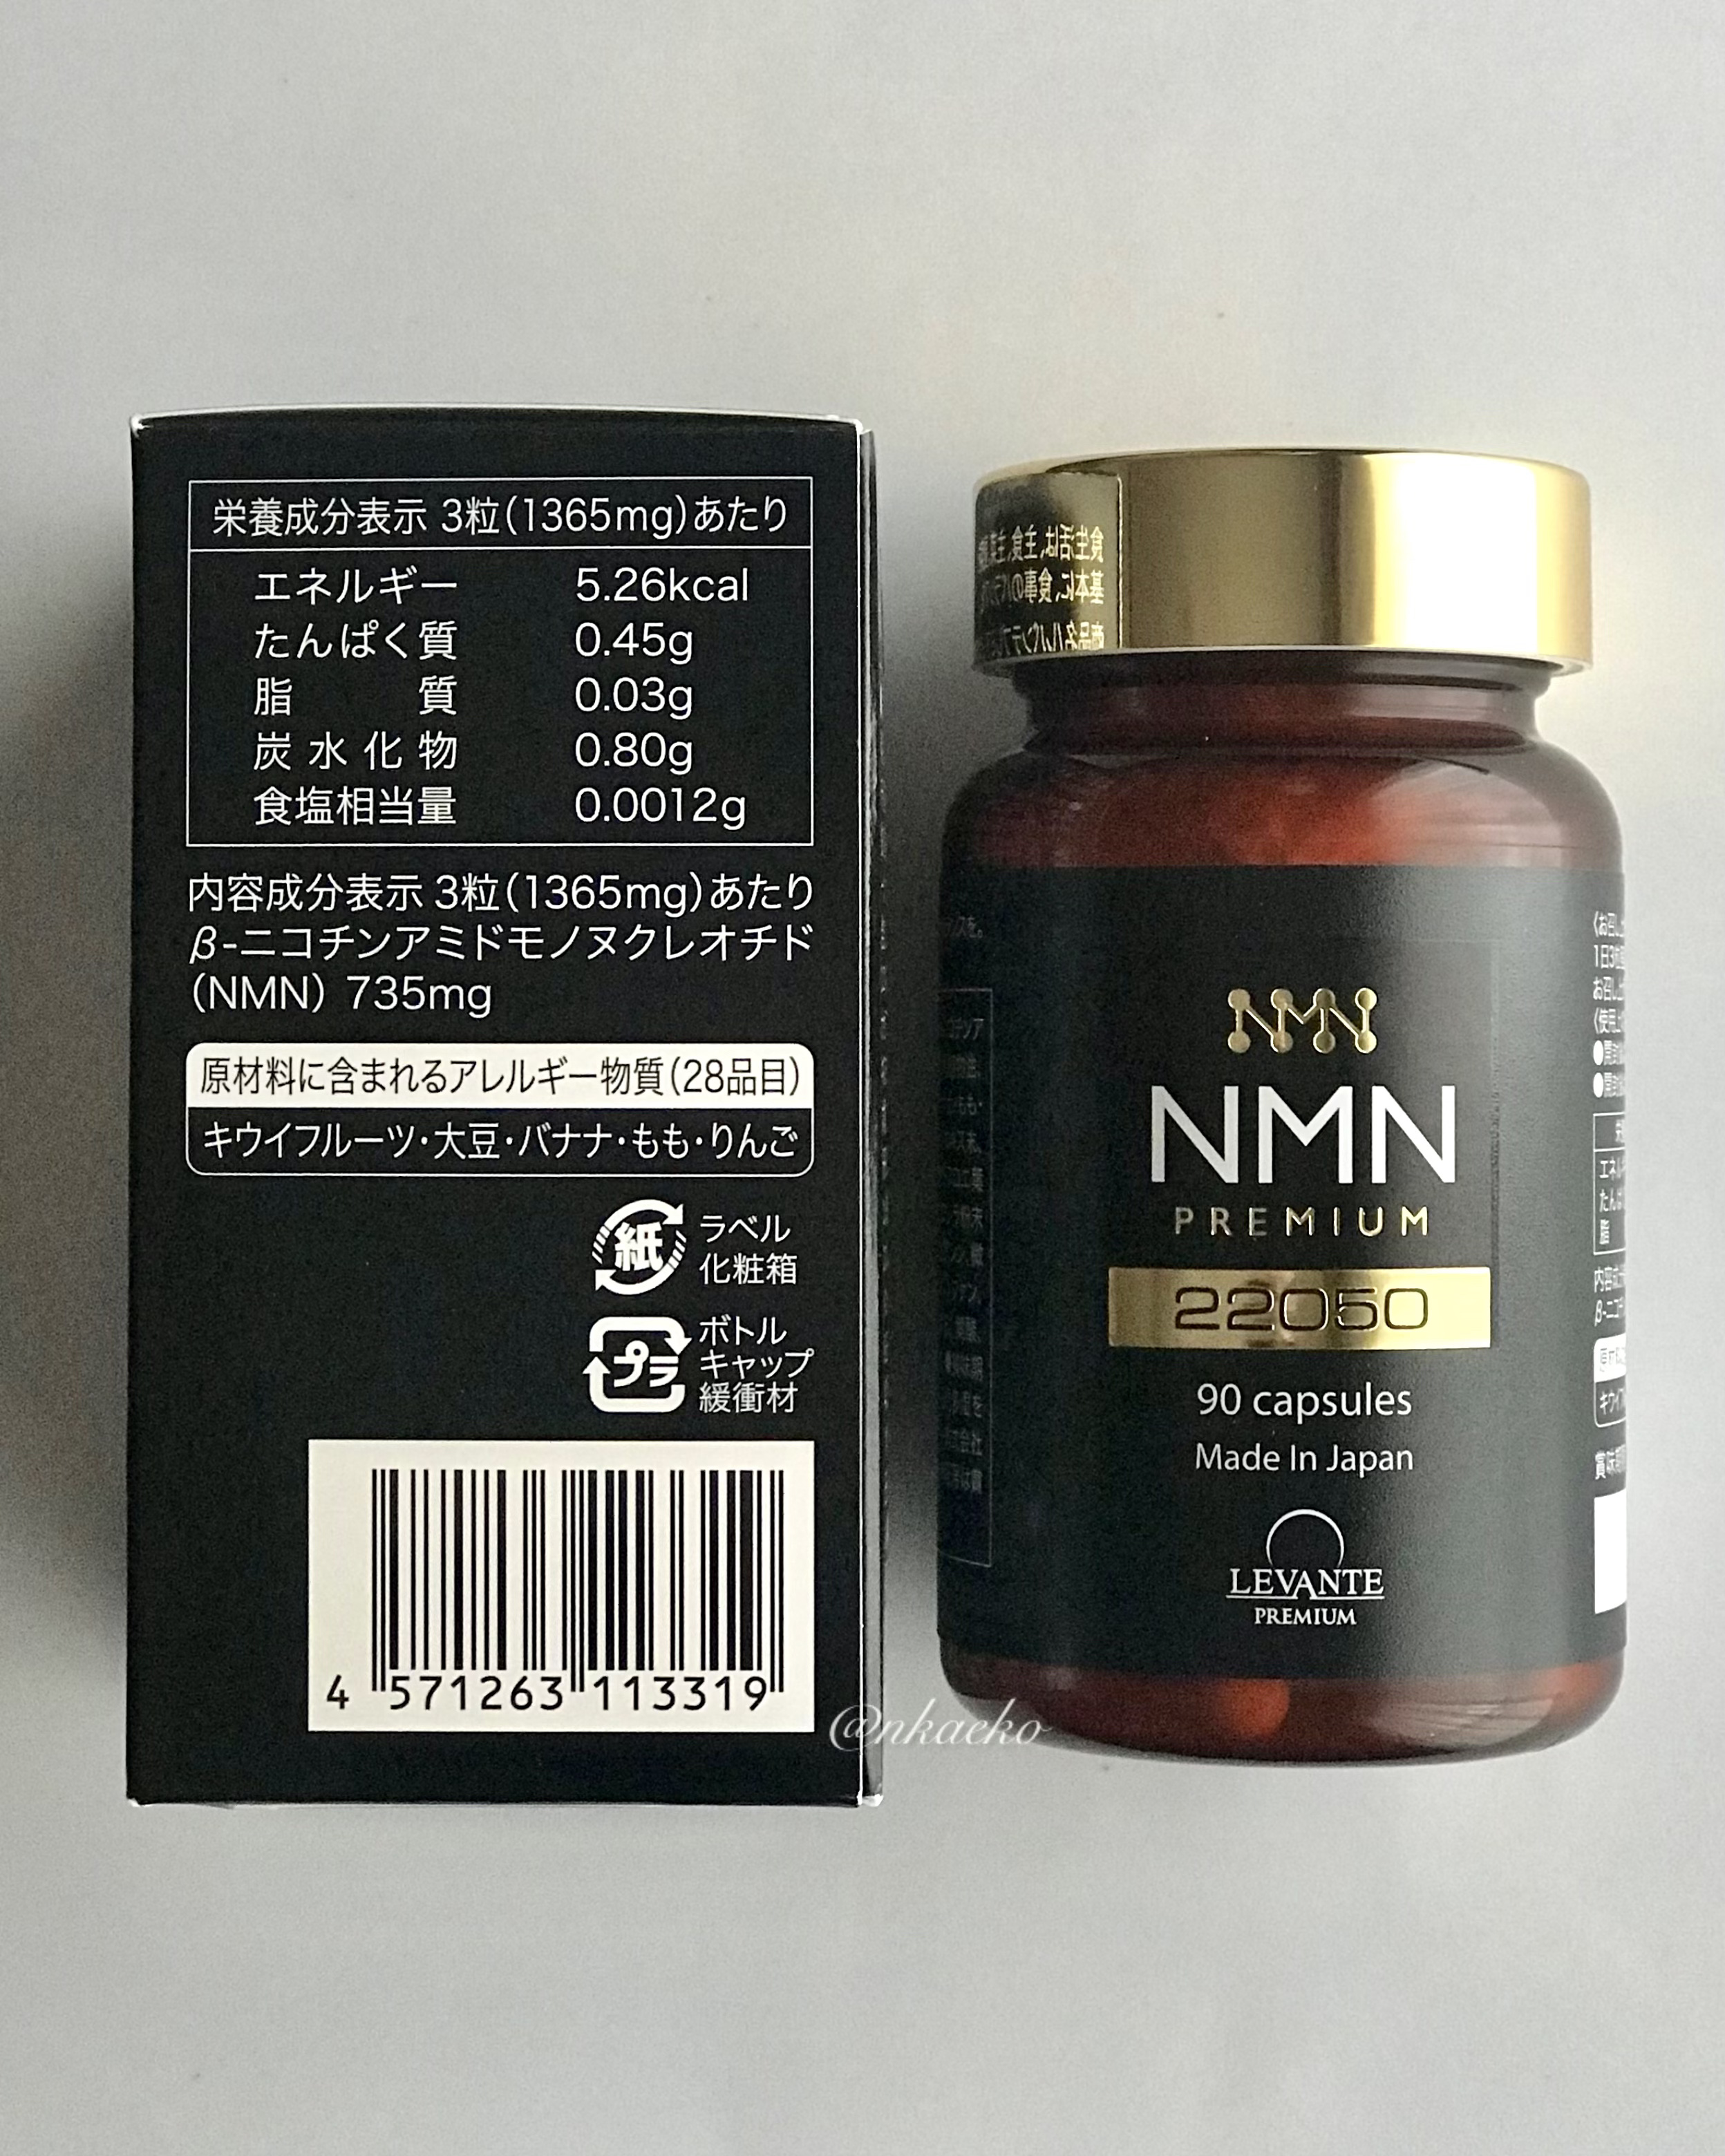 栄養成分表示 3粒(1365mg)あたり
エネルギー 5.26kcal
たんぱく質 0.45g
脂質 0.03g
炭水化物 0.80g
食塩相当量 0.0012g
内容成分表示 3粒(1365mg)あたり
β-ニコチンアミドモノヌクレオチド
(NMN) 735mg
原材料に含まれるアレルギー物質(28品目)
キウイフルーツ・大豆・バナナ・もも・りんご
紙 ラベル
化粧箱
プラ ボトル
キャップ
緩衝材
4 571263 113319
NMN
NMN
PREMIUM
22050
90 capsules
Made In Japan
LEVANTE
PREMIUM
@nkaeko